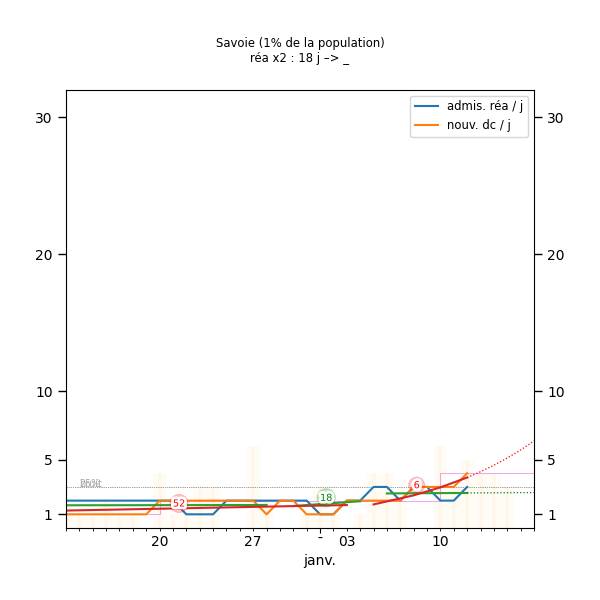 Savoie (1% de la population)
réa x2 : 18 j –> _
admis. réa / j
nouv. dc / j
30 30
20 20
10 10
5 5
1 1
52
18
6
20 27 - 03 10
janv.